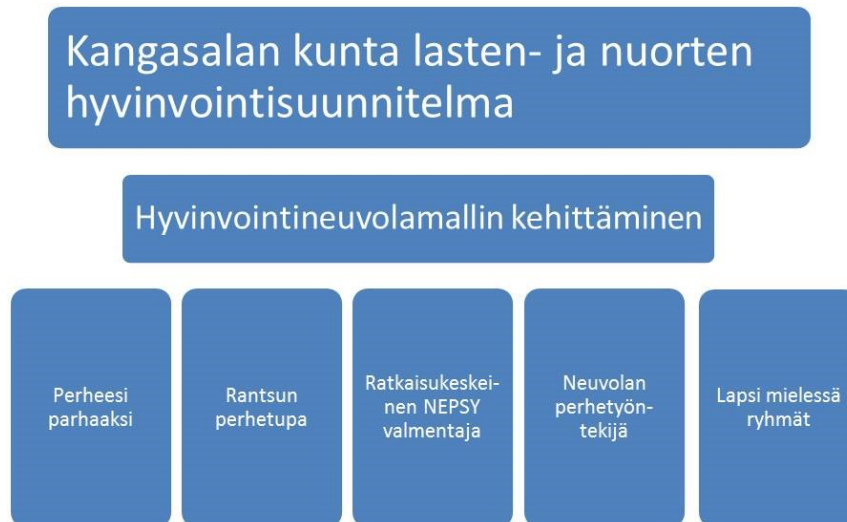 Kangasalan kunta lasten- ja nuorten
hyvinvointisuunnitelma
Hyvinvointineuvolamallin kehittäminen
Perheesi
parhaaksi
Rantsun
perhetupa
Ratkaisukeskei-
nen NEPSY
valmentaja
Neuvolan
perhetyön-
tekijä
Lapsi mielessä
ryhmät